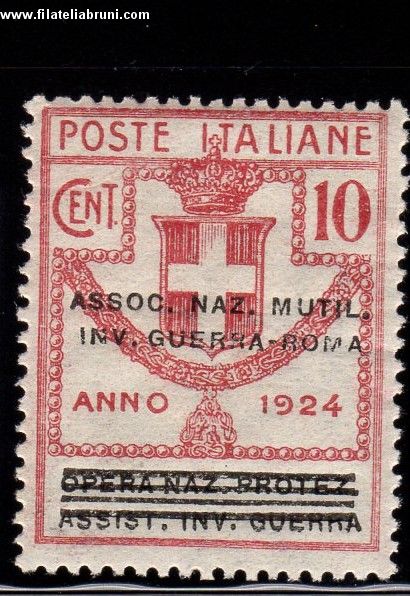 www.filateliabruni.com
POSTE ITALIANE
CENT. 10
ASSOC. NAZ. MUTIL.
INV. GUERRA-ROMA
ANNO 1924
OPERA NAZ. PROTEZ.
ASSIST. INV. GUERRA